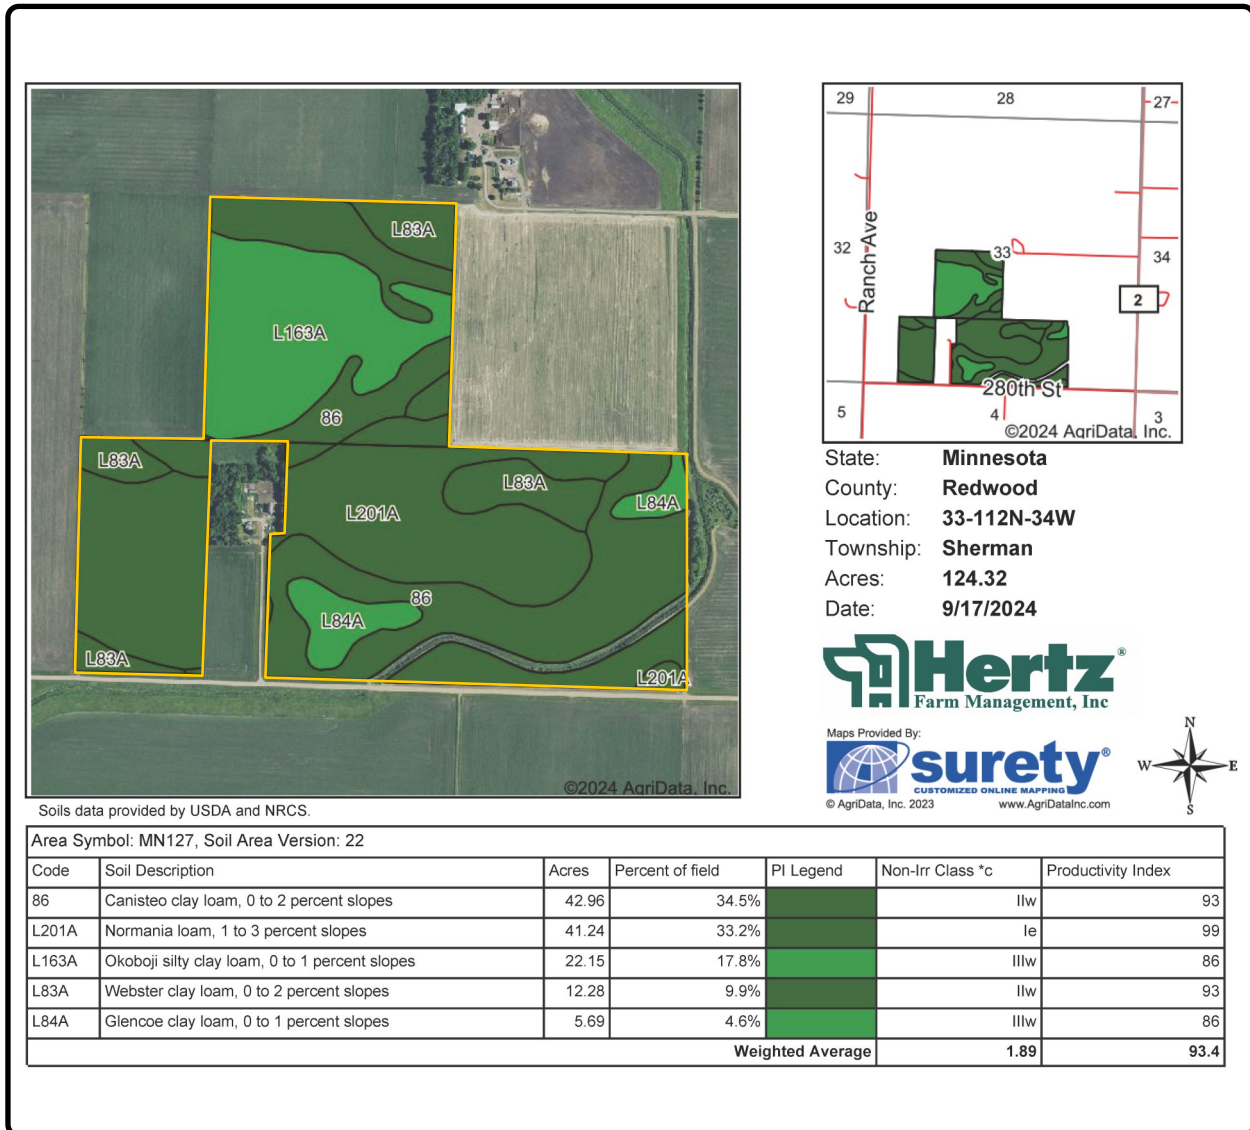 L83A
L163A
86
L83A
L83A
L84A
L201A
86
L84A
L83A
L201A
©2024 AgriData, Inc.
29
28
27
Ranch Ave
32
33
34
2
280th St
5
4
3
©2024 AgriData, Inc.
State: Minnesota
County: Redwood
Location: 33-112N-34W
Township: Sherman
Acres: 124.32
Date: 9/17/2024
Hertz®
Farm Management, Inc
Maps Provided By:
surety®
CUSTOMIZED ONLINE MAPPING
© AgriData, Inc. 2023 www.AgriDataInc.com
N
W E
S
Soils data provided by USDA and NRCS.
Area Symbol: MN127, Soil Area Version: 22
Code Soil Description Acres Percent of field PI Legend Non-Irr Class *c Productivity Index
86 Canisteo clay loam, 0 to 2 percent slopes 42.96 34.5% IIw 93
L201A Normania loam, 1 to 3 percent slopes 41.24 33.2% Ie 99
L163A Okoboji silty clay loam, 0 to 1 percent slopes 22.15 17.8% IIIw 86
L83A Webster clay loam, 0 to 2 percent slopes 12.28 9.9% IIw 93
L84A Glencoe clay loam, 0 to 1 percent slopes 5.69 4.6% IIIw 86
Weighted Average 1.89 93.4